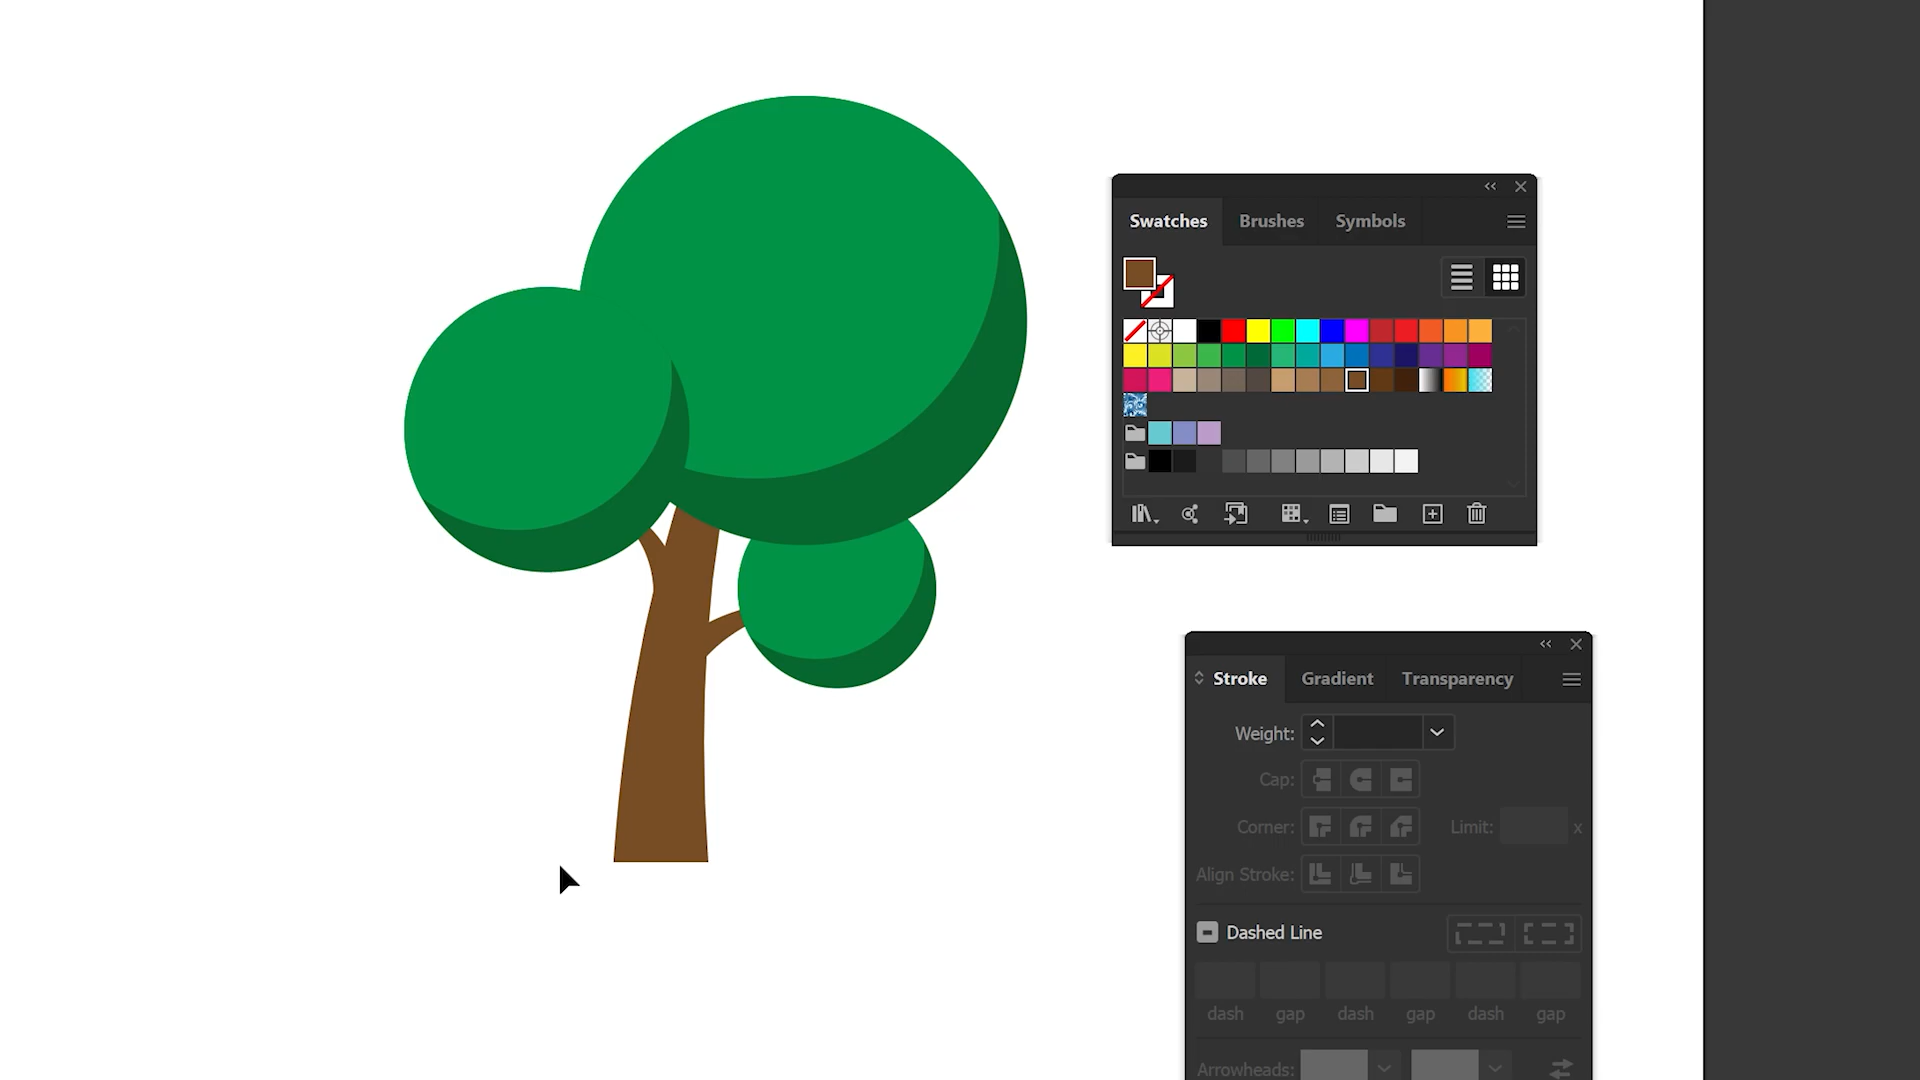 Swatches Brushes Symbols
Stroke Gradient Transparency
Weight:
Cap:
Corner: Limit: x
Align Stroke:
Dashed Line
dash gap dash gap dash gap
Arrowheads: